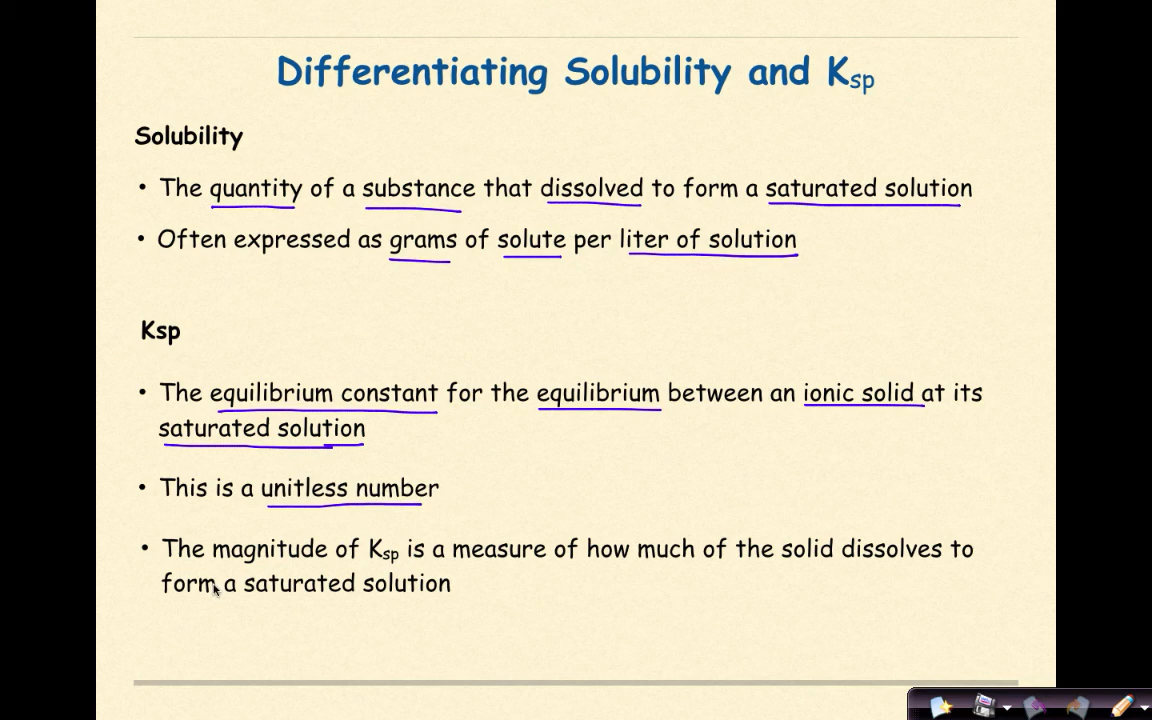 Differentiating Solubility and Ksp
Solubility
• The quantity of a substance that dissolved to form a saturated solution
• Often expressed as grams of solute per liter of solution
Ksp
• The equilibrium constant for the equilibrium between an ionic solid at its
saturated solution
• This is a unitless number
• The magnitude of Ksp is a measure of how much of the solid dissolves to
form a saturated solution